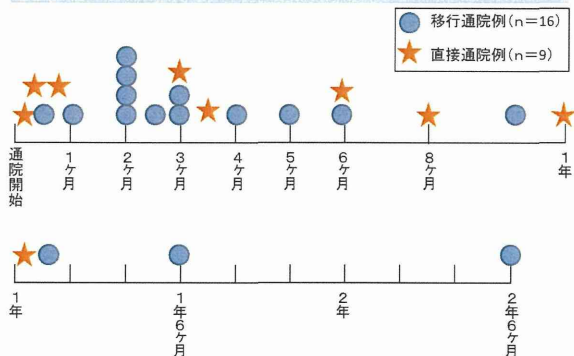 移行通院例(n=16)
直接通院例(n=9)
通院開始
1ヶ月
2ヶ月
3ヶ月
4ヶ月
5ヶ月
6ヶ月
8ヶ月
1年
1年
1年6ヶ月
2年
2年6ヶ月